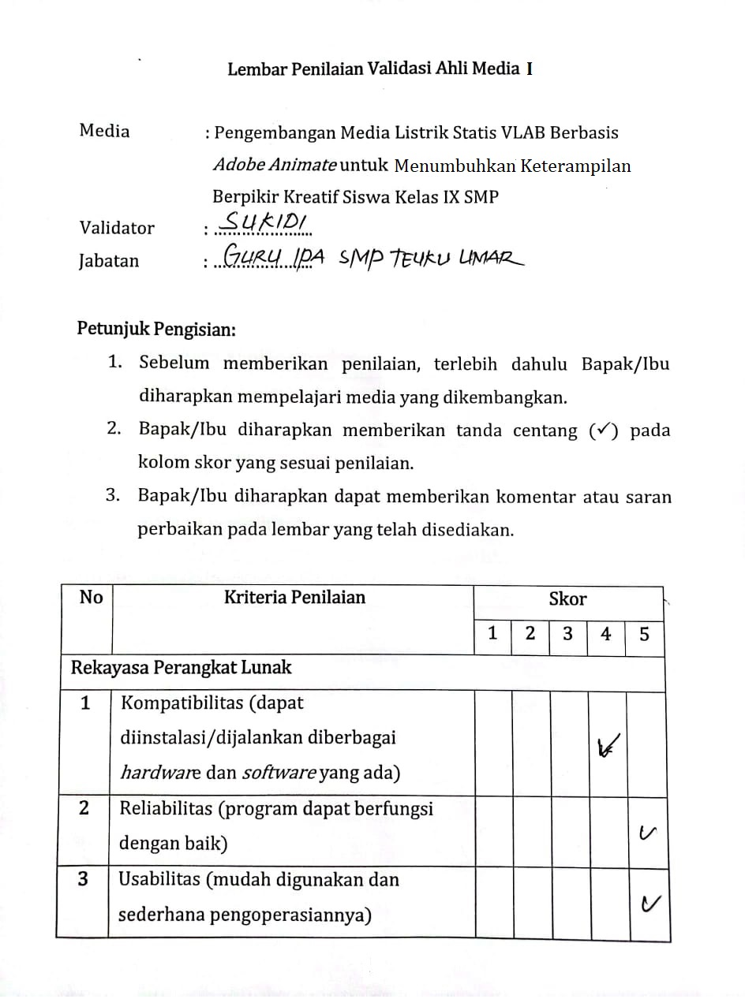 Lembar Penilaian Validasi Ahli Media I
Media : Pengembangan Media Listrik Statis VLAB Berbasis
Adobe Animate untuk Menumbuhkan Keterampilan
Berpikir Kreatif Siswa Kelas IX SMP
Validator : SUKIDI
Jabatan : GURU IPA SMP TEUKU UMAR
Petunjuk Pengisian:
1. Sebelum memberikan penilaian, terlebih dahulu Bapak/Ibu
diharapkan mempelajari media yang dikembangkan.
2. Bapak/Ibu diharapkan memberikan tanda centang (✓) pada
kolom skor yang sesuai penilaian.
3. Bapak/Ibu diharapkan dapat memberikan komentar atau saran
perbaikan pada lembar yang telah disediakan.
No Kriteria Penilaian Skor
1 2 3 4 5
Rekayasa Perangkat Lunak
1 Kompatibilitas (dapat
diinstalasi/dijalankan diberbagai ✓
hardware dan software yang ada)
2 Reliabilitas (program dapat berfungsi ✓
dengan baik)
3 Usabilitas (mudah digunakan dan ✓
sederhana pengoperasiannya)